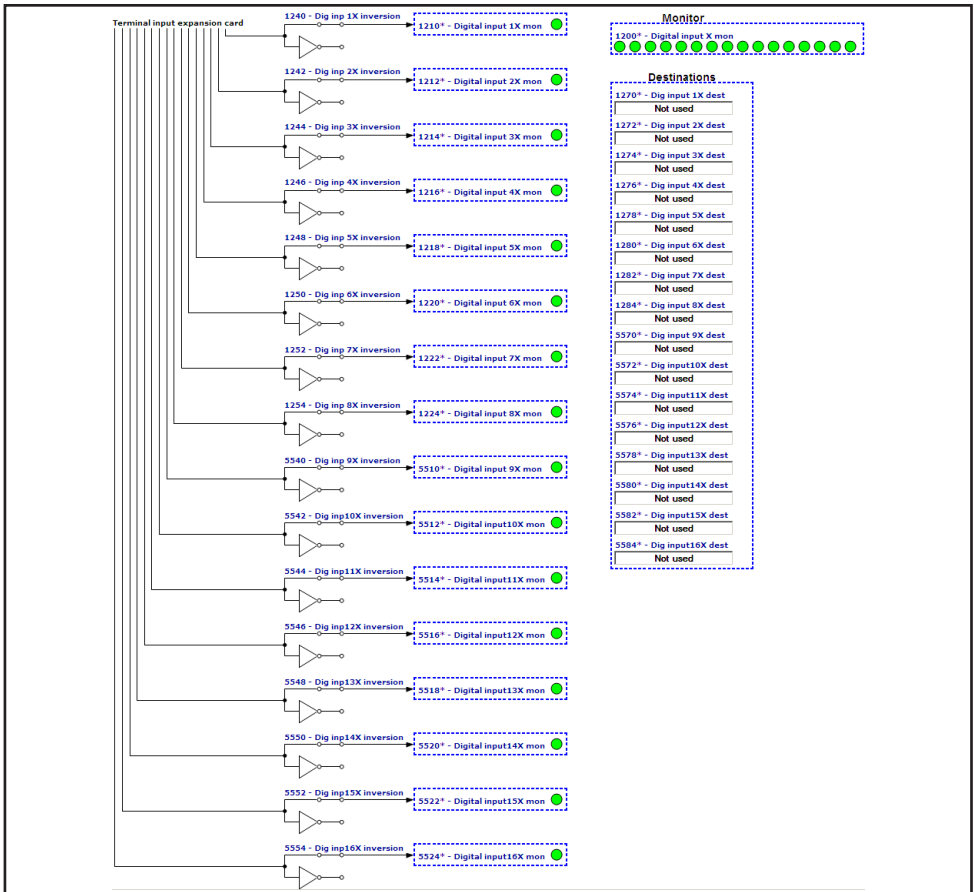 Terminal input expansion card
1240 - Dig inp 1X inversion
1210* - Digital input 1X mon
1242 - Dig inp 2X inversion
1212* - Digital input 2X mon
1244 - Dig inp 3X inversion
1214* - Digital input 3X mon
1246 - Dig inp 4X inversion
1216* - Digital input 4X mon
1248 - Dig inp 5X inversion
1218* - Digital input 5X mon
1250 - Dig inp 6X inversion
1220* - Digital input 6X mon
1252 - Dig inp 7X inversion
1222* - Digital input 7X mon
1254 - Dig inp 8X inversion
1224* - Digital input 8X mon
5540 - Dig inp 9X inversion
5510* - Digital input 9X mon
5542 - Dig inp10X inversion
5512* - Digital input10X mon
5544 - Dig inp11X inversion
5514* - Digital input11X mon
5546 - Dig inp12X inversion
5516* - Digital input12X mon
5548 - Dig inp13X inversion
5518* - Digital input13X mon
5550 - Dig inp14X inversion
5520* - Digital input14X mon
5552 - Dig inp15X inversion
5522* - Digital input15X mon
5554 - Dig inp16X inversion
5524* - Digital input16X mon
Monitor
1200* - Digital input X mon
Destinations
1270* - Dig input 1X dest
Not used
1272* - Dig input 2X dest
Not used
1274* - Dig input 3X dest
Not used
1276* - Dig input 4X dest
Not used
1278* - Dig input 5X dest
Not used
1280* - Dig input 6X dest
Not used
1282* - Dig input 7X dest
Not used
1284* - Dig input 8X dest
Not used
5570* - Dig input 9X dest
Not used
5572* - Dig input10X dest
Not used
5574* - Dig input11X dest
Not used
5576* - Dig input12X dest
Not used
5578* - Dig input13X dest
Not used
5580* - Dig input14X dest
Not used
5582* - Dig input15X dest
Not used
5584* - Dig input16X dest
Not used